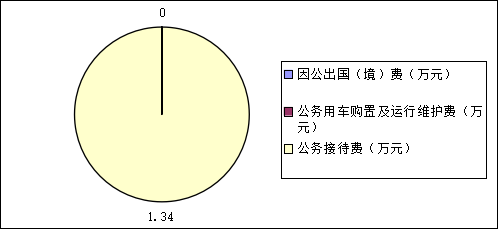 0
因公出国（境）费（万元）
公务用车购置及运行维护费（万
元）
公务接待费（万元）
1.34